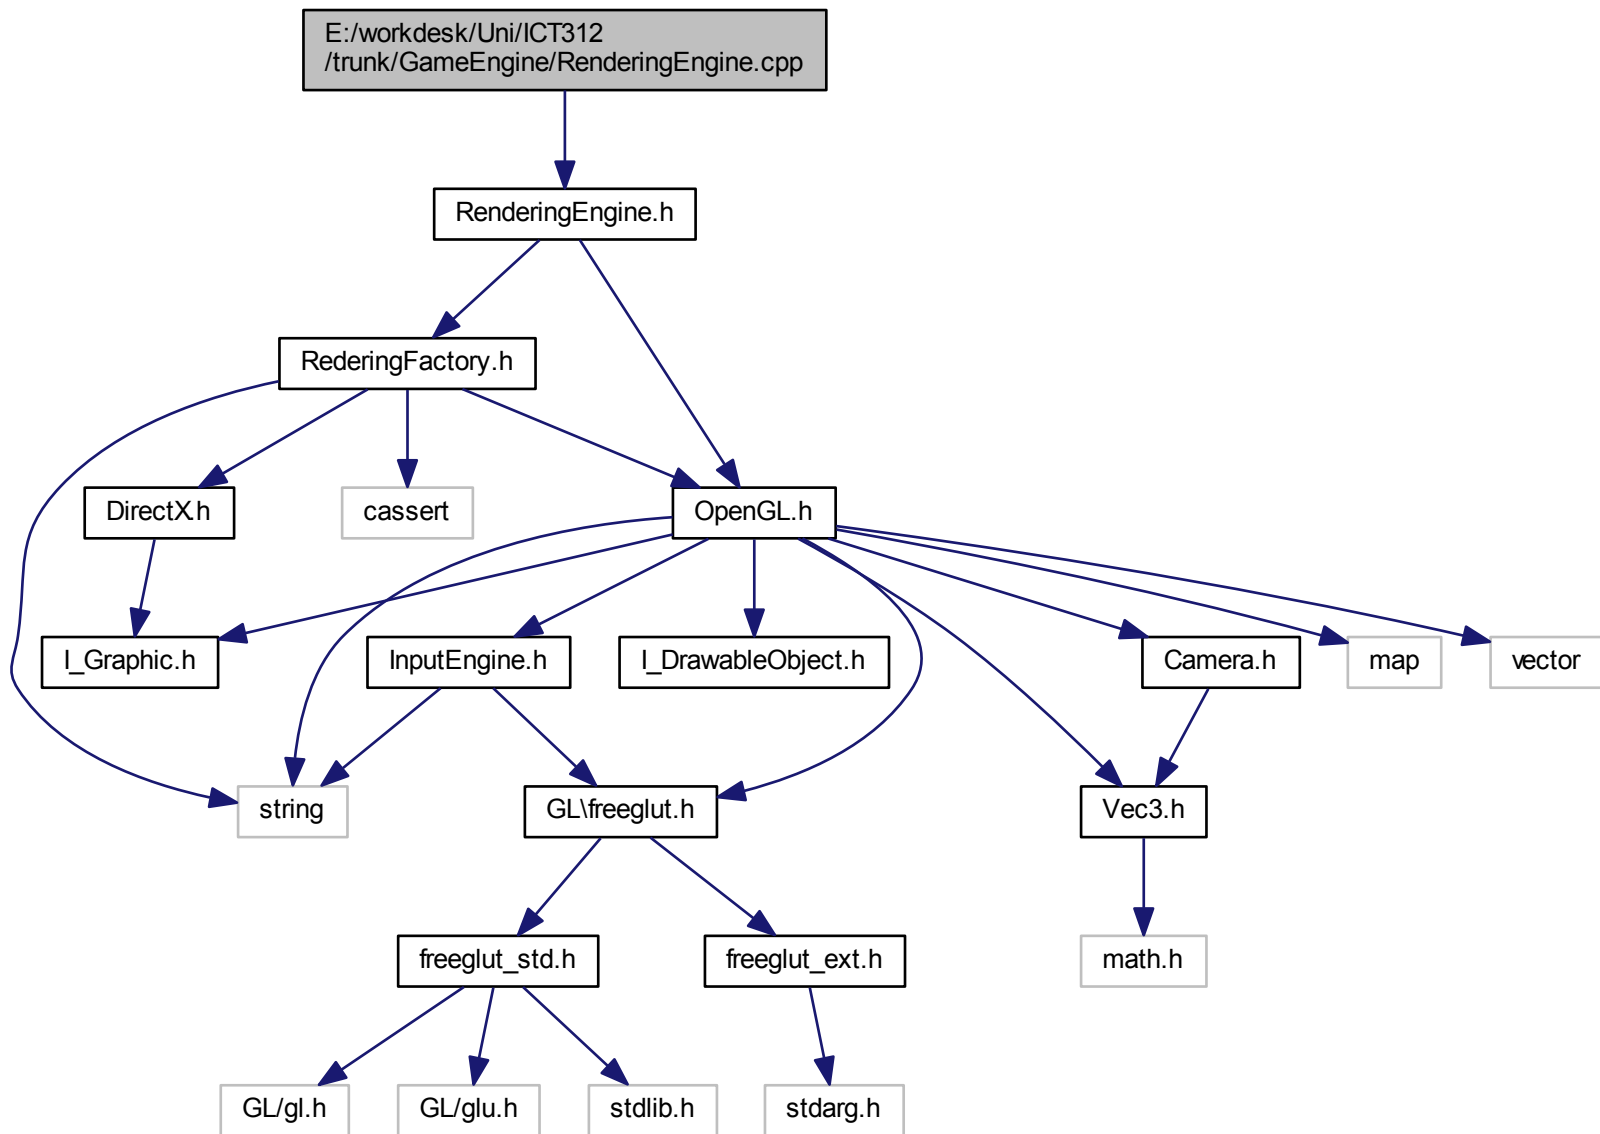 E:/workdesk/Uni/ICT312
/trunk/GameEngine/RenderingEngine.cpp
RenderingEngine.h
RederingFactory.h
DirectX.h
cassert
OpenGL.h
I_Graphic.h
InputEngine.h
I_DrawableObject.h
Camera.h
map
vector
string
GL\freeglut.h
Vec3.h
freeglut_std.h
freeglut_ext.h
math.h
GL/gl.h
GL/glu.h
stdlib.h
stdarg.h